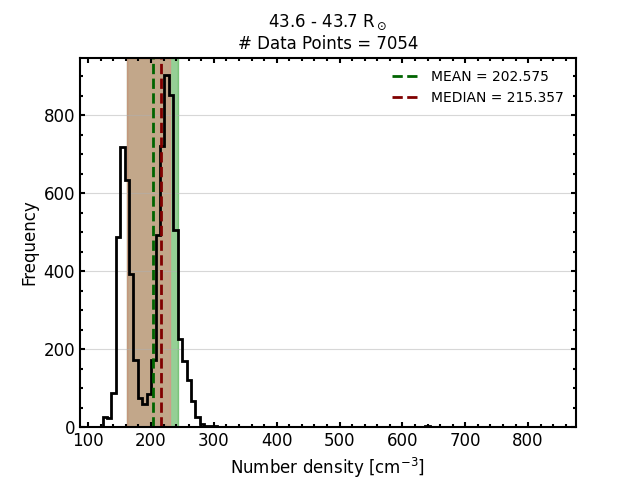 43.6 - 43.7 R⊙
# Data Points = 7054
MEAN = 202.575
MEDIAN = 215.357
800
600
400
200
0
Frequency
100 200 300 400 500 600 700 800
Number density [cm⁻³]